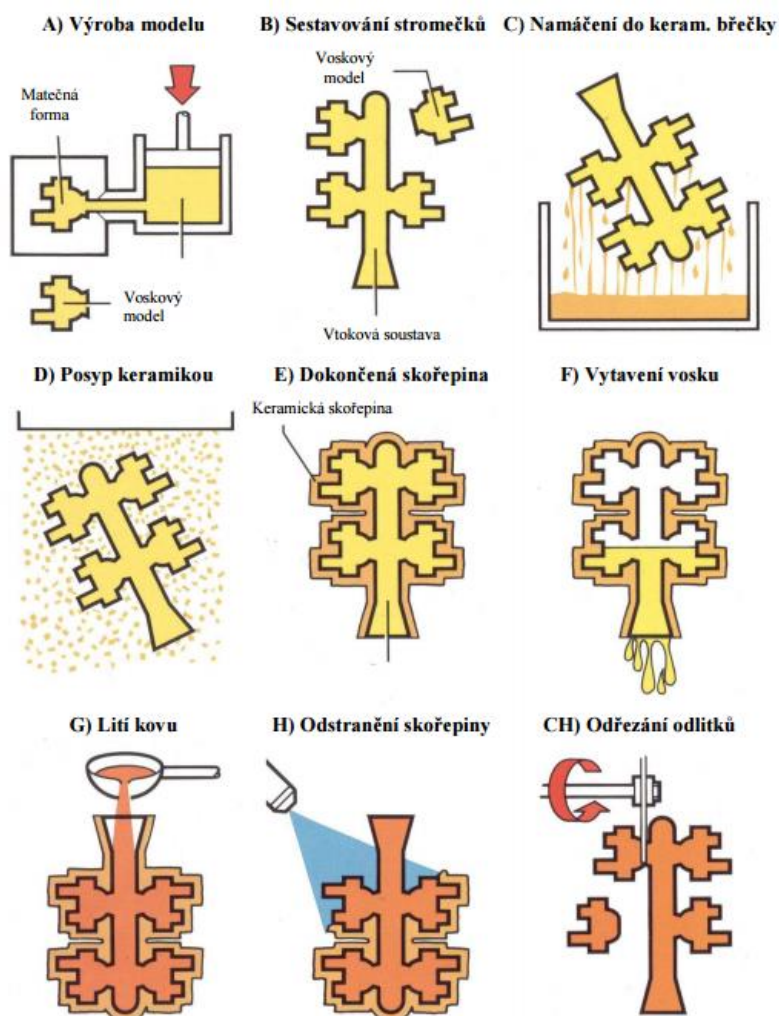 A) Výroba modelu
Matečná
forma
Voskový
model
B) Sestavování stromečků
Voskový
model
Vtoková soustava
C) Namáčení do keram. břečky
D) Posyp keramikou
E) Dokončená skořepina
Keramická skořepina
F) Vytavení vosku
G) Lití kovu
H) Odstranění skořepiny
CH) Odřezání odlitků